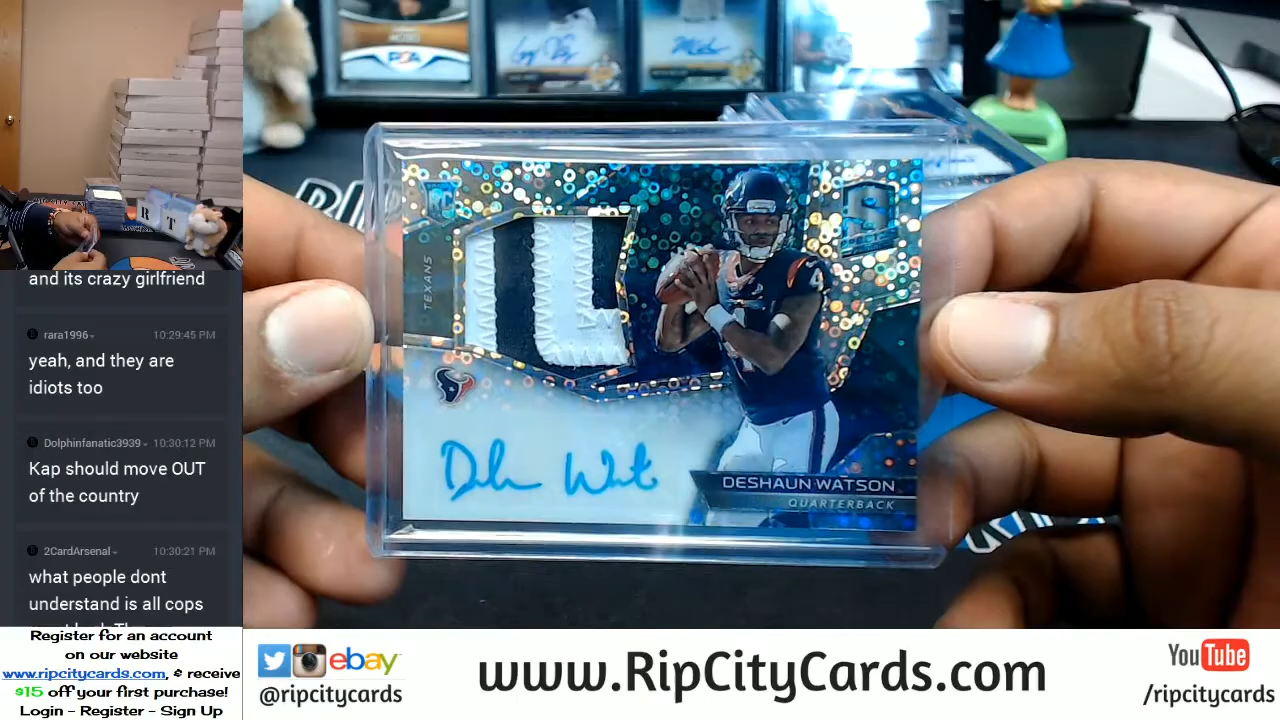 and its crazy girlfriend
rara1996
10:29:45 PM
yeah, and they are
idiots too
Dolphinfanatic3939
10:30:12 PM
Kap should move OUT
of the country
2CardArsenal
10:30:21 PM
what people dont
understand is all cops
Register for an account
on our website
www.ripcitycards.com, & receive
$15 off your first purchase!
Login - Register - Sign Up
R T
PSA
RC
TEXANS
4
DESHAUN WATSON
QUARTERBACK
ebay
@ripcitycards
www.RipCityCards.com
YouTube
/ripcitycards